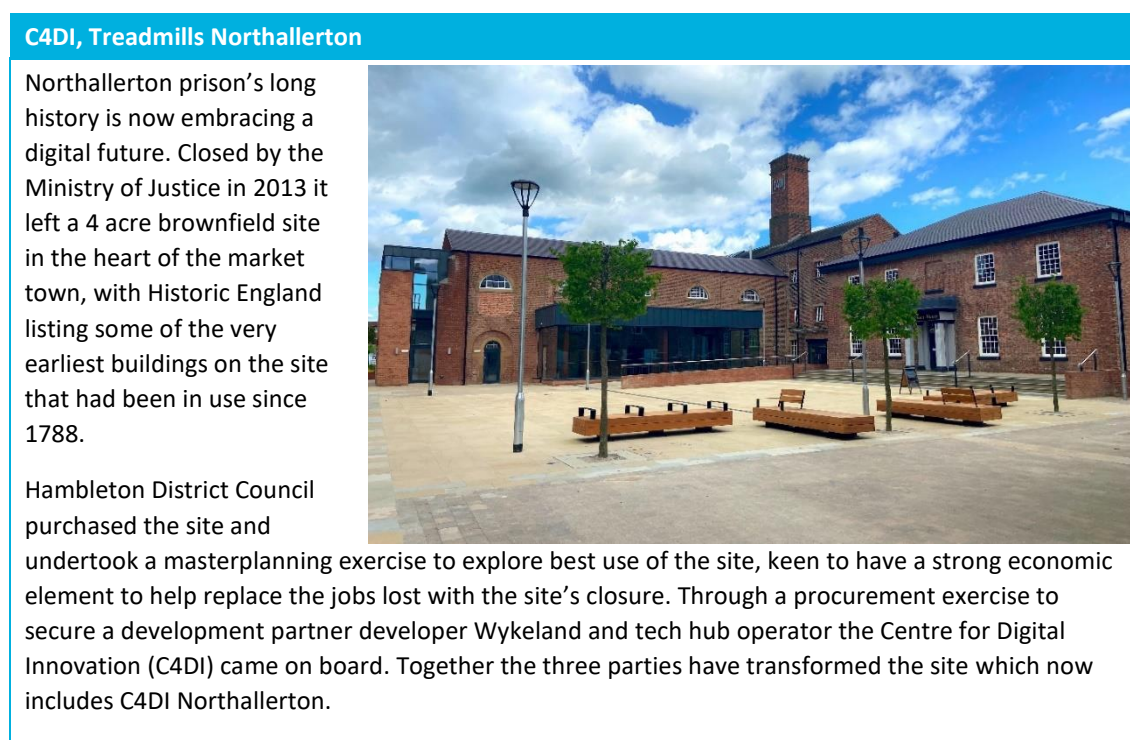 C4DI, Treadmills Northallerton
Northallerton prison’s long
history is now embracing a
digital future. Closed by the
Ministry of Justice in 2013 it
left a 4 acre brownfield site
in the heart of the market
town, with Historic England
listing some of the very
earliest buildings on the site
that had been in use since
1788.
Hambleton District Council
purchased the site and
undertook a masterplanning exercise to explore best use of the site, keen to have a strong economic
element to help replace the jobs lost with the site’s closure. Through a procurement exercise to
secure a development partner developer Wykeland and tech hub operator the Centre for Digital
Innovation (C4DI) came on board. Together the three parties have transformed the site which now
includes C4DI Northallerton.